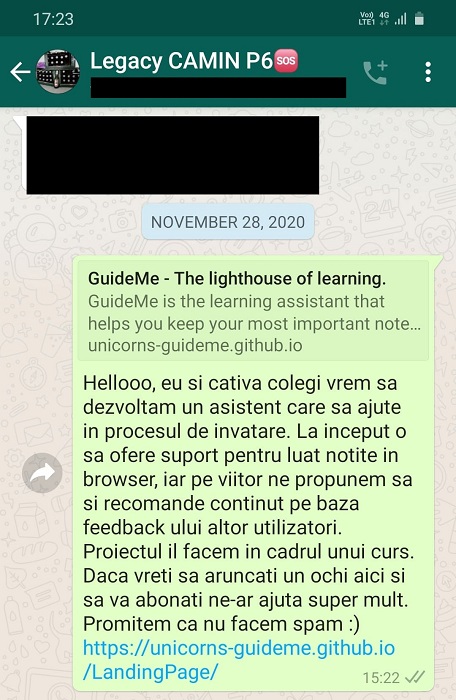 17:23
Vo)) 4G
LTE1
Legacy CAMIN P6🆘
NOVEMBER 28, 2020
GuideMe - The lighthouse of learning.
GuideMe is the learning assistant that
helps you keep your most important note...
unicorns-guideme.github.io
Hellooo, eu si cativa colegi vrem sa
dezvoltam un asistent care sa ajute
in procesul de invatare. La inceput o
sa ofere suport pentru luat notite in
browser, iar pe viitor ne propunem sa
si recomande continut pe baza
feedback ului altor utilizatori.
Proiectul il facem in cadrul unui curs.
Daca vreti sa aruncati un ochi aici si
sa va abonati ne-ar ajuta super mult.
Promitem ca nu facem spam :)
https://unicorns-guideme.github.io
/LandingPage/
15:22